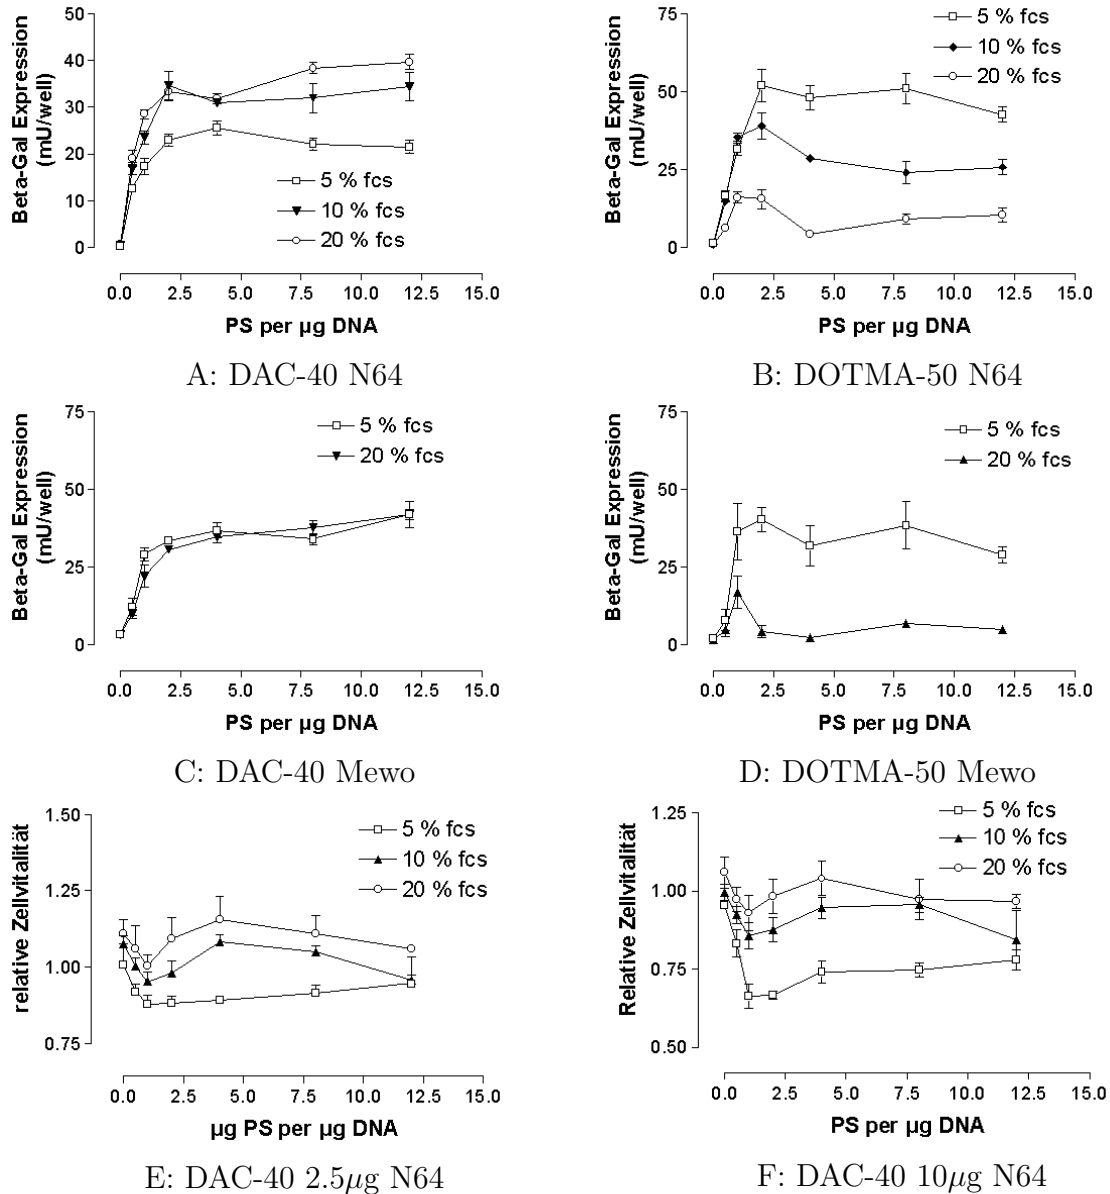 50
40
30
20
10
0
Beta-Gal Expression
(mU/well)
5 % fcs
10 % fcs
20 % fcs
0.0 2.5 5.0 7.5 10.0 12.5 15.0
PS per µg DNA
A: DAC-40 N64
75
50
25
0
Beta-Gal Expression
(mU/well)
5 % fcs
10 % fcs
20 % fcs
0.0 2.5 5.0 7.5 10.0 12.5 15.0
PS per µg DNA
B: DOTMA-50 N64
75
50
25
0
Beta-Gal Expression
(mU/well)
5 % fcs
20 % fcs
0.0 2.5 5.0 7.5 10.0 12.5 15.0
PS per µg DNA
C: DAC-40 Mewo
75
50
25
0
Beta-Gal Expression
(mU/well)
5 % fcs
20 % fcs
0.0 2.5 5.0 7.5 10.0 12.5 15.0
PS per µg DNA
D: DOTMA-50 Mewo
1.50
1.25
1.00
0.75
relative Zellvitalität
5 % fcs
10 % fcs
20 % fcs
0.0 2.5 5.0 7.5 10.0 12.5 15.0
µg PS per µg DNA
E: DAC-40 2.5µg N64
1.25
1.00
0.75
0.50
Relative Zellvitalität
5 % fcs
10 % fcs
20 % fcs
0.0 2.5 5.0 7.5 10.0 12.5 15.0
PS per µg DNA
F: DAC-40 10µg N64